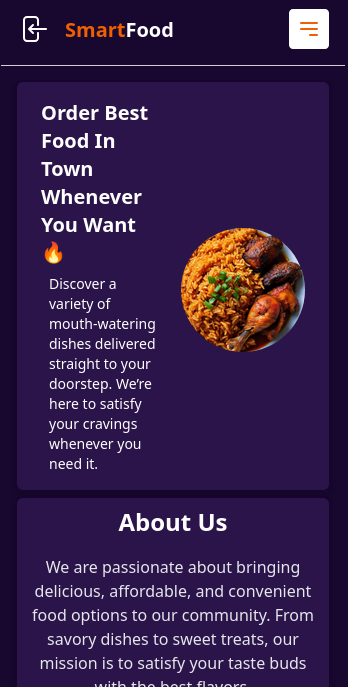 SmartFood
Order Best
Food In
Town
Whenever
You Want
🔥
Discover a
variety of
mouth-watering
dishes delivered
straight to your
doorstep. We’re
here to satisfy
your cravings
whenever you
need it.
About Us
We are passionate about bringing
delicious, affordable, and convenient
food options to our community. From
savory dishes to sweet treats, our
mission is to satisfy your taste buds
with the best flavors